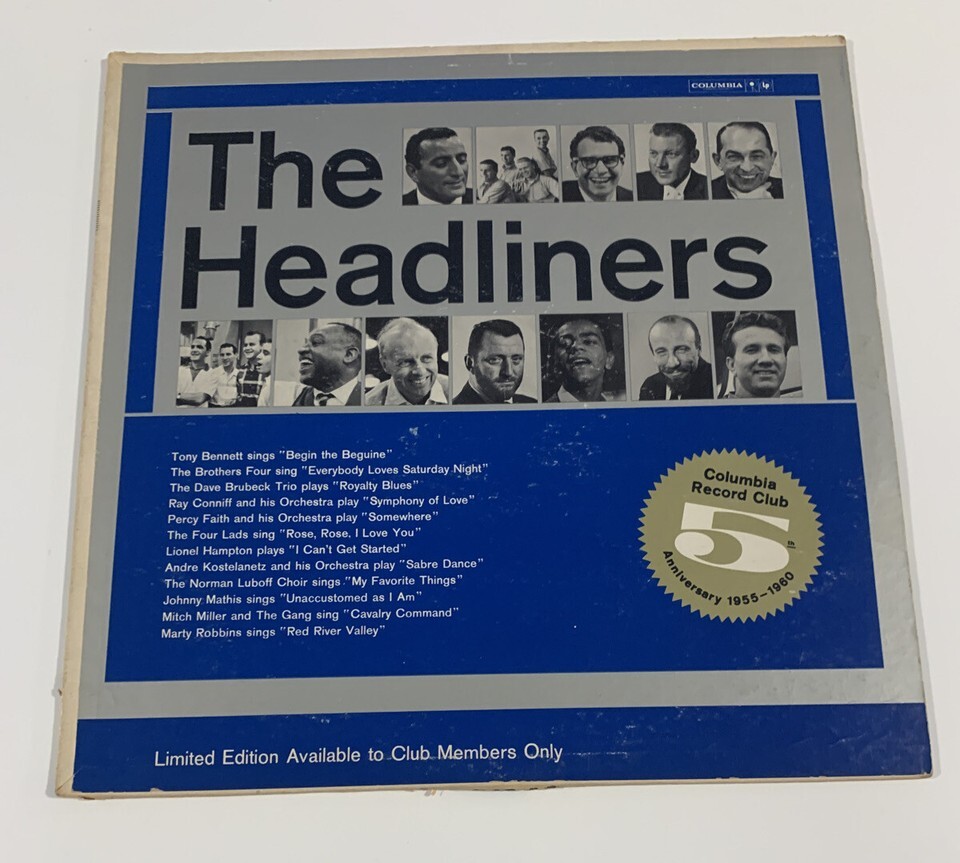 COLUMBIA LP
The
Headliners
Tony Bennett sings "Begin the Beguine"
The Brothers Four sing "Everybody Loves Saturday Night"
The Dave Brubeck Trio plays "Royalty Blues"
Ray Conniff and his Orchestra play "Symphony of Love"
Percy Faith and his Orchestra play "Somewhere"
The Four Lads sing "Rose, Rose, I Love You"
Lionel Hampton plays "I Can't Get Started"
Andre Kostelanetz and his Orchestra play "Sabre Dance"
The Norman Luboff Choir sings "My Favorite Things"
Johnny Mathis sings "Unaccustomed as I Am"
Mitch Miller and The Gang sing "Cavalry Command"
Marty Robbins sings "Red River Valley"
Columbia
Record Club
5th
Anniversary 1955-1960
Limited Edition Available to Club Members Only